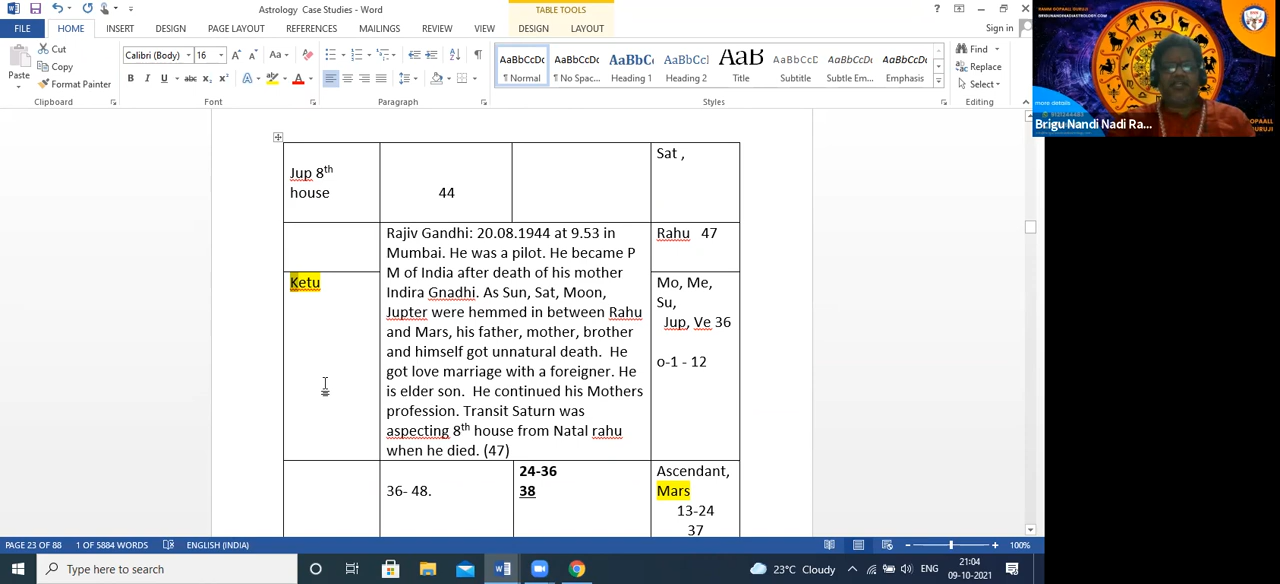 Astrology Case Studies - Word
TABLE TOOLS
FILE HOME INSERT DESIGN PAGE LAYOUT REFERENCES MAILINGS REVIEW VIEW DESIGN LAYOUT
Sign in
Cut
Copy
Format Painter
Paste
Calibri (Body) 16
Aa
B I U abc x₂ x²
AaBbCcDc AaBbCcDc AaBbCc AaBbCcD AaB AaBbCcD AaBbCcDc AaBbCcDc
¶ Normal ¶ No Spac... Heading 1 Heading 2 Title Subtitle Subtle Em... Emphasis
Find
Replace
Select
Clipboard Font Paragraph Styles Editing
BRIGUNANDINADIASTROLOGY.COM
more details
Brigu Nandi Nadi Ra...
Jup 8th
house
44
Sat ,
Rajiv Gandhi: 20.08.1944 at 9.53 in
Mumbai. He was a pilot. He became P
M of India after death of his mother
Indira Gnadhi. As Sun, Sat, Moon,
Jupter were hemmed in between Rahu
and Mars, his father, mother, brother
and himself got unnatural death.  He
got love marriage with a foreigner. He
is elder son.  He continued his Mothers
profession. Transit Saturn was
aspecting 8th house from Natal rahu
when he died. (47)
Rahu 47
Ketu
Mo, Me,
Su,
Jup, Ve 36
o-1 - 12
36- 48.
24-36
38
Ascendant,
Mars
13-24
37
PAGE 23 OF 88 1 OF 5884 WORDS ENGLISH (INDIA)
100%
Type here to search
23°C Cloudy
ENG
21:04
09-10-2021